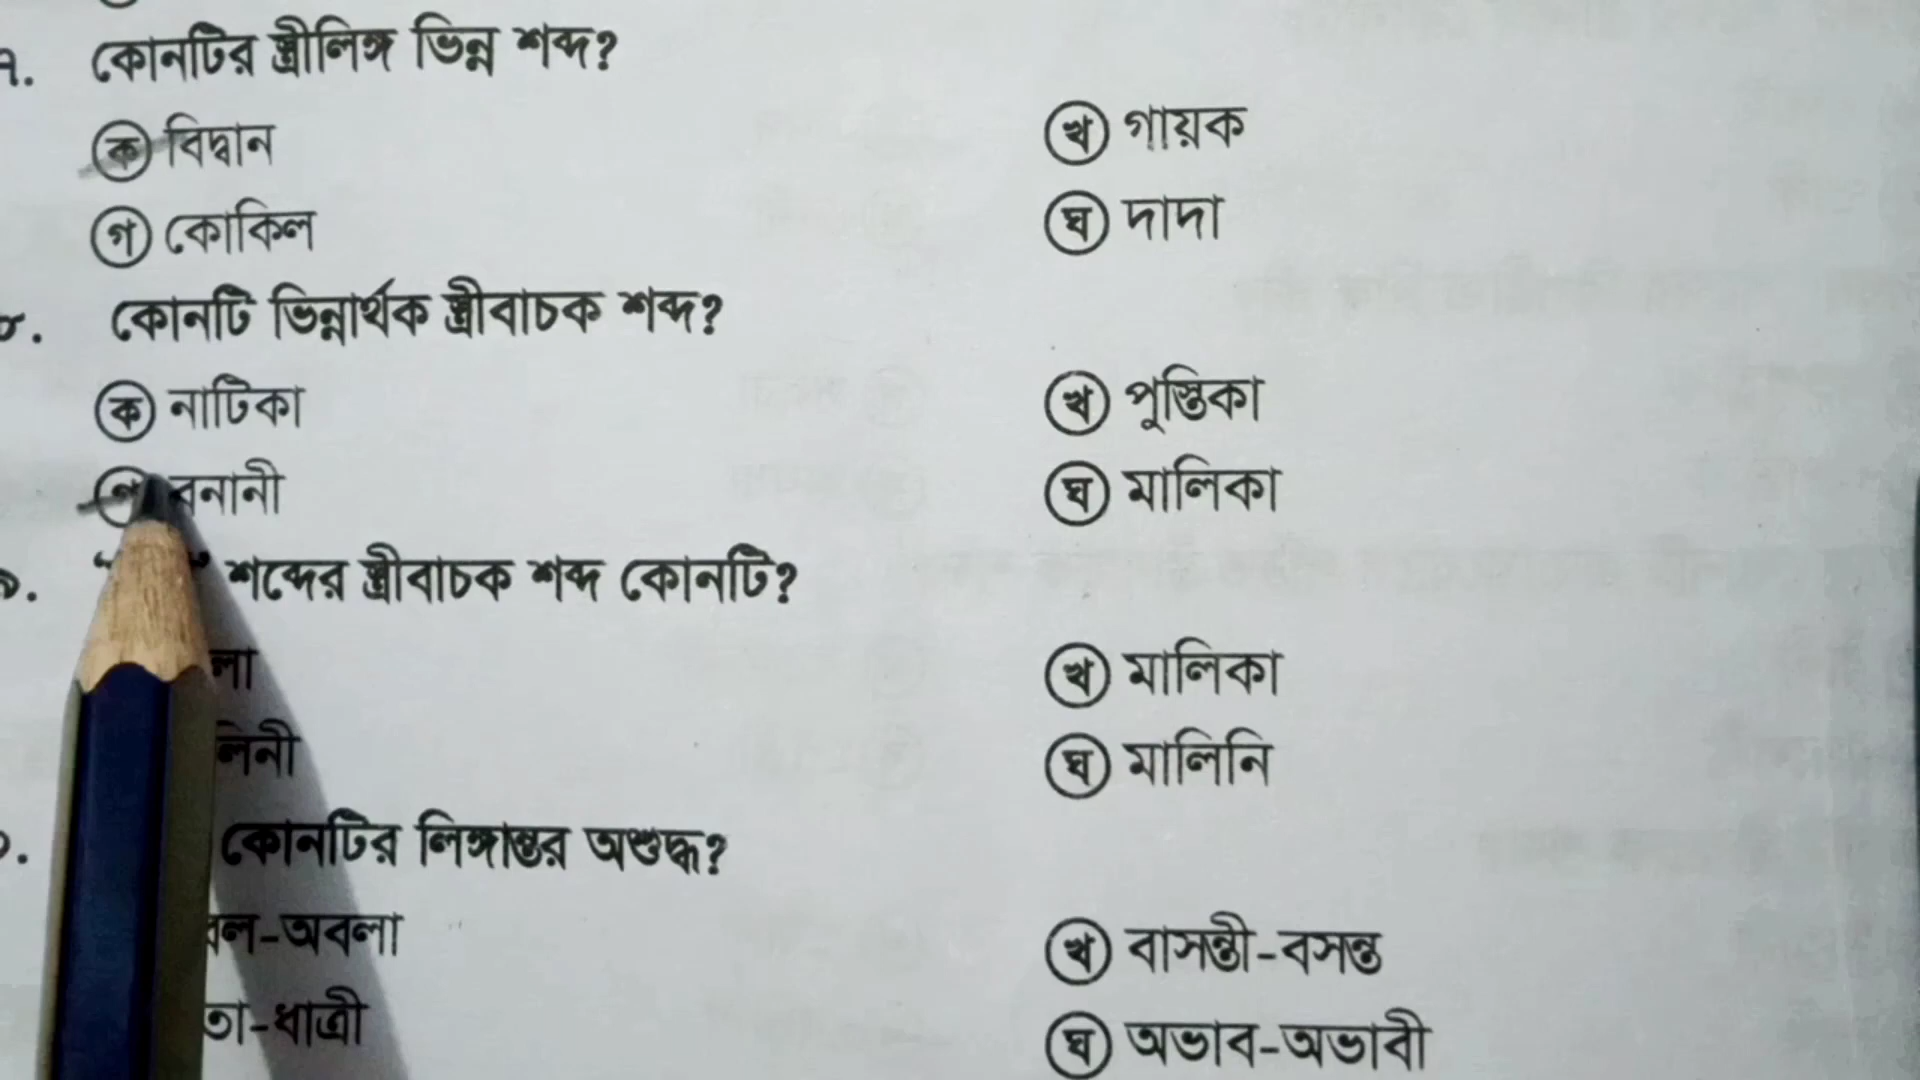 ৭. কোনটির স্ত্রীলিঙ্গ ভিন্ন শব্দ?
ক বিদ্বান
খ গায়ক
গ কোকিল
ঘ দাদা
৮. কোনটি ভিন্নার্থক স্ত্রীবাচক শব্দ?
ক নাটিকা
খ পুস্তিকা
গ বনানী
ঘ মালিকা
৯. শব্দের স্ত্রীবাচক শব্দ কোনটি?
খ মালিকা
ঘ মালিনি
কোনটির লিঙ্গান্তর অশুদ্ধ?
-অবলা
খ বাসন্তী-বসন্ত
-ধাত্রী
ঘ অভাব-অভাবী